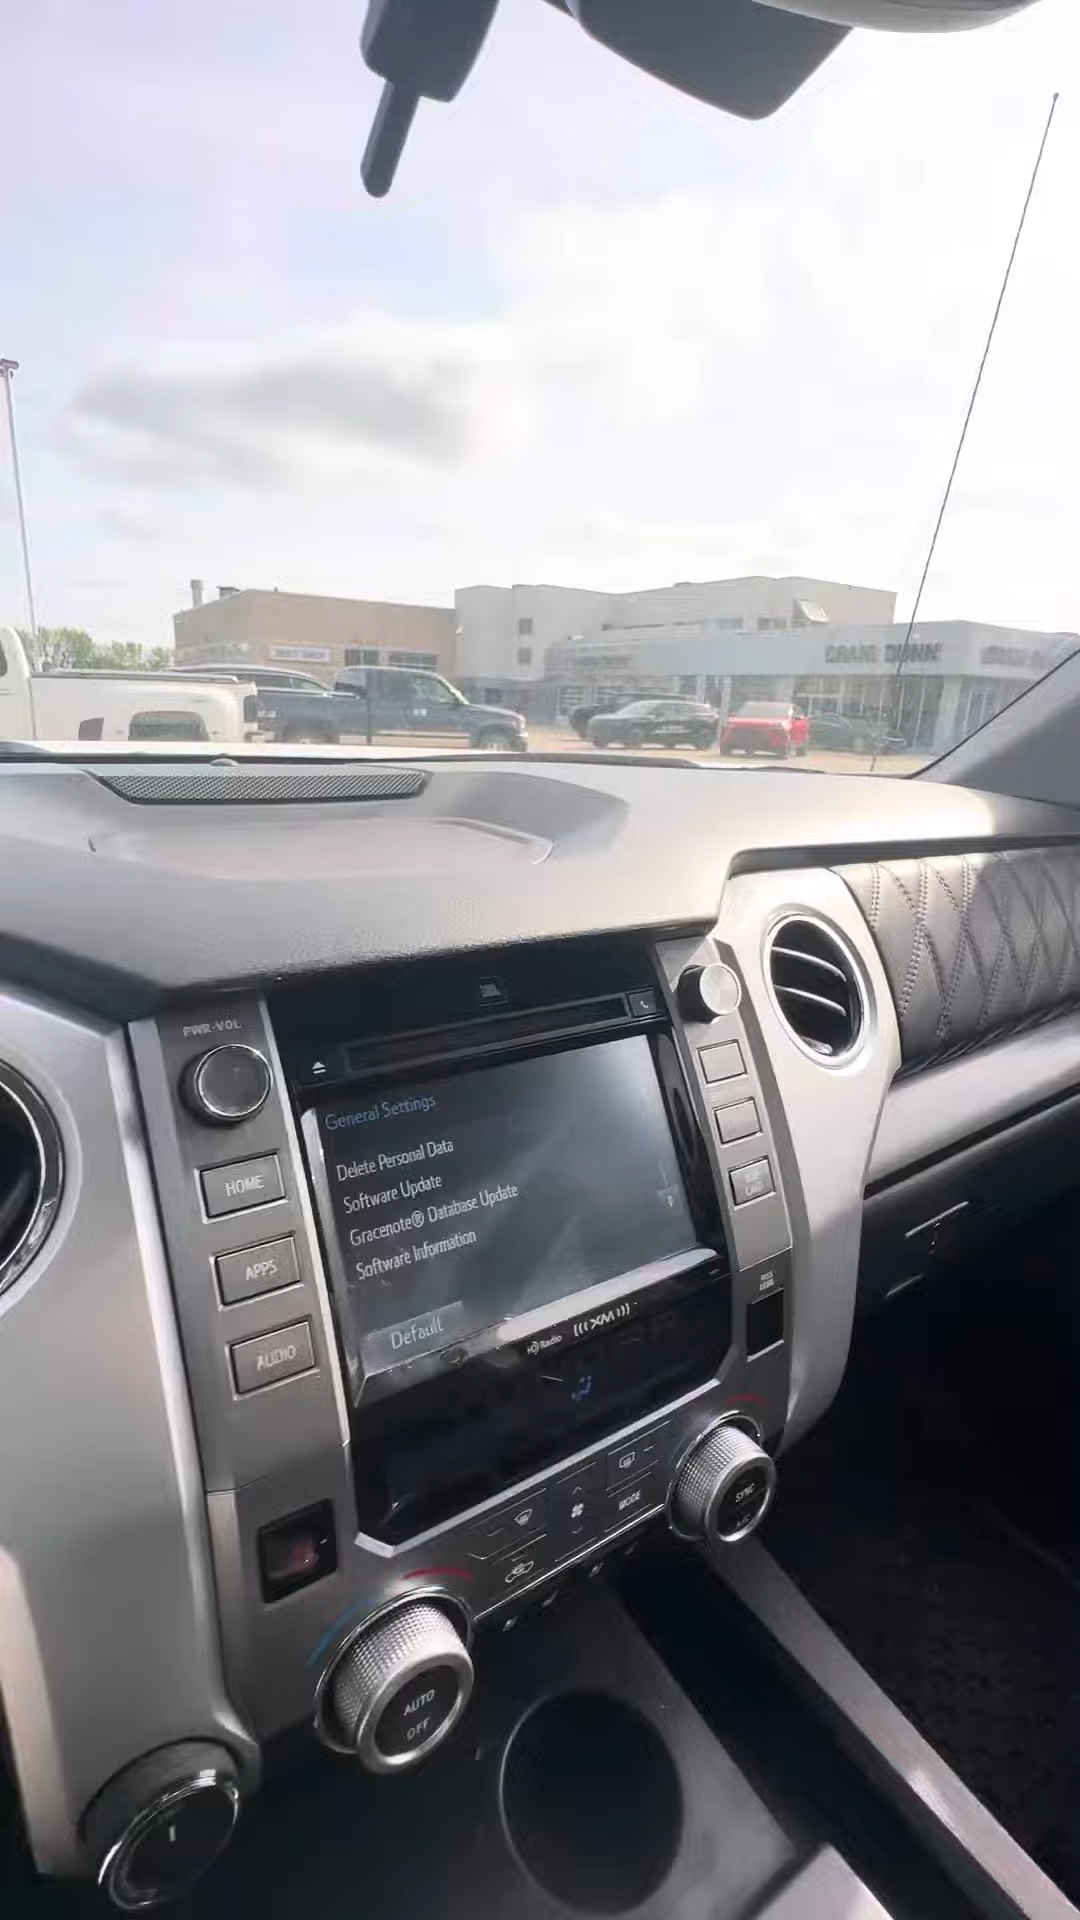 CRAIG DUNN
JBL
PWR·VOL
HOME
APPS
AUDIO
General Settings
Delete Personal Data
Software Update
Gracenote® Database Update
Software Information
Default
HD Radio
(((XM)))
MODE
SYNC
AUTO
OFF